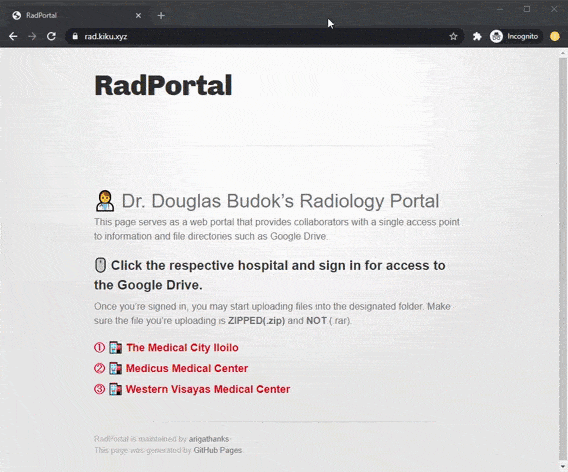 RadPortal
rad.kiku.xyz
Incognito
RadPortal
Dr. Douglas Budok’s Radiology Portal
This page serves as a web portal that provides collaborators with a single access point
to information and file directories such as Google Drive.
Click the respective hospital and sign in for access to
the Google Drive.
Once you’re signed in, you may start uploading files into the designated folder. Make
sure the file you’re uploading is ZIPPED(.zip) and NOT (.rar).
① The Medical City Iloilo
② Medicus Medical Center
③ Western Visayas Medical Center
RadPortal is maintained by arigathanks
This page was generated by GitHub Pages.